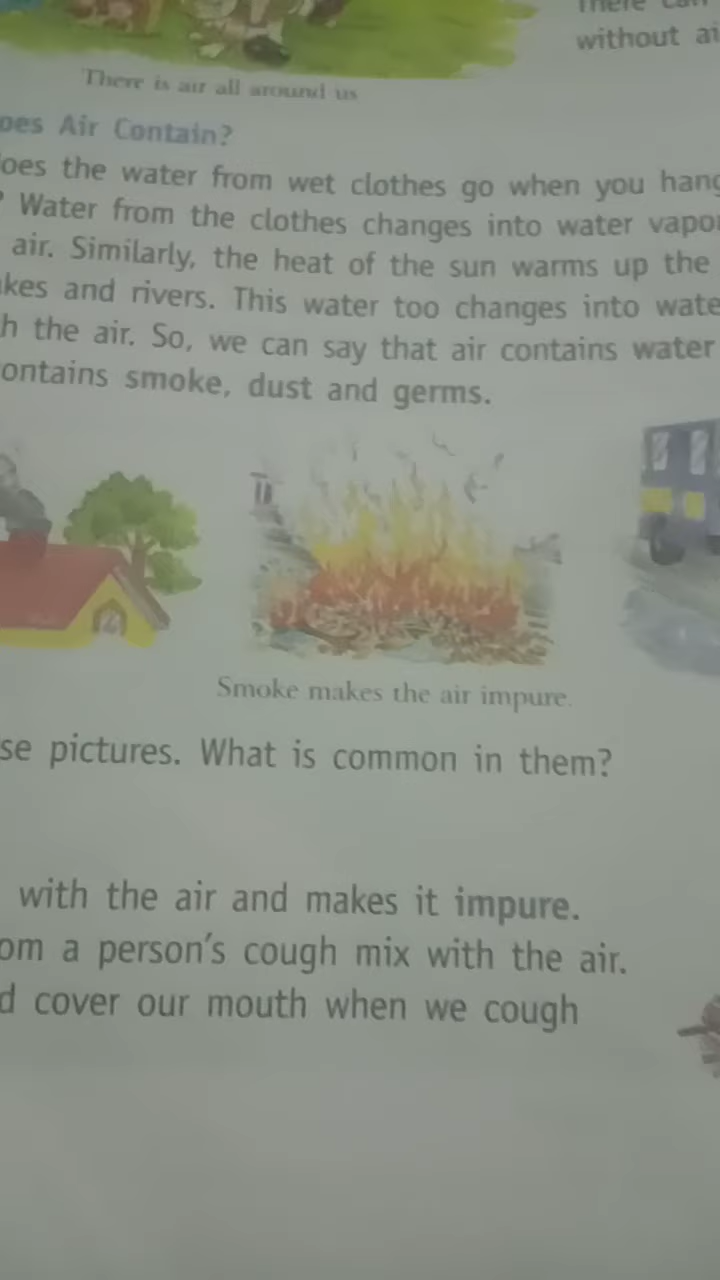 There can
without ai
There is air all around us
oes Air Contain?
oes the water from wet clothes go when you hang
? Water from the clothes changes into water vapo
air. Similarly, the heat of the sun warms up the
kes and rivers. This water too changes into wate
h the air. So, we can say that air contains water
ontains smoke, dust and germs.
Smoke makes the air impure.
se pictures. What is common in them?
with the air and makes it impure.
om a person's cough mix with the air.
d cover our mouth when we cough